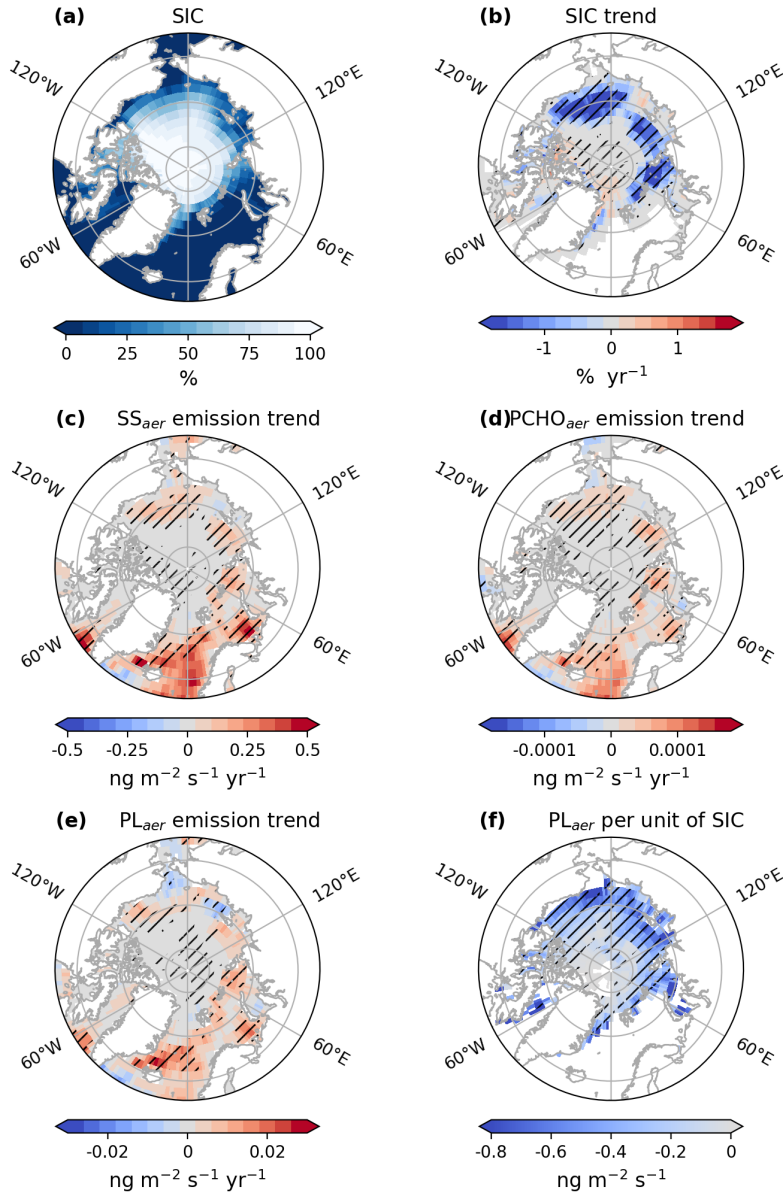 (a) SIC
(b) SIC trend
120°W 120°E 120°W 120°E
60°W 60°E 60°W 60°E
0 25 50 75 100
%
-1 0 1
% yr⁻¹
(c) SSₐₑᵣ emission trend
(d) PCHOₐₑᵣ emission trend
120°W 120°E 120°W 120°E
60°W 60°E 60°W 60°E
-0.5 -0.25 0 0.25 0.5
ng m⁻² s⁻¹ yr⁻¹
-0.0001 0 0.0001
ng m⁻² s⁻¹ yr⁻¹
(e) PLₐₑᵣ emission trend
(f) PLₐₑᵣ per unit of SIC
120°W 120°E 120°W 120°E
60°W 60°E 60°W 60°E
-0.02 0 0.02
ng m⁻² s⁻¹ yr⁻¹
-0.8 -0.6 -0.4 -0.2 0
ng m⁻² s⁻¹